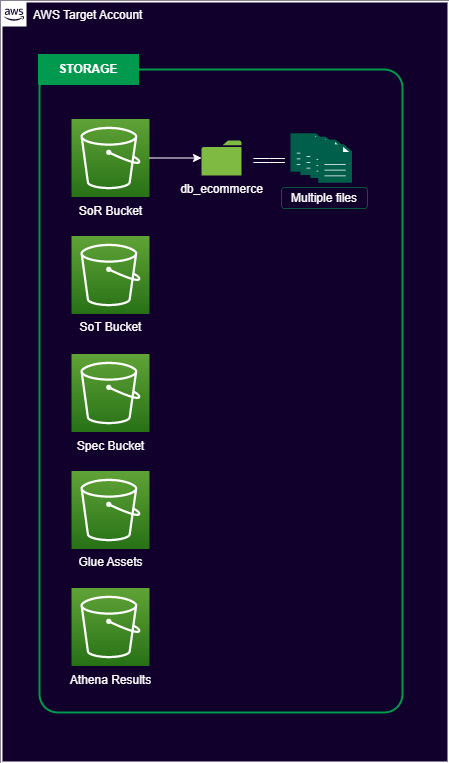 aws
AWS Target Account
STORAGE
SoR Bucket
db_ecommerce
Multiple files
SoT Bucket
Spec Bucket
Glue Assets
Athena Results